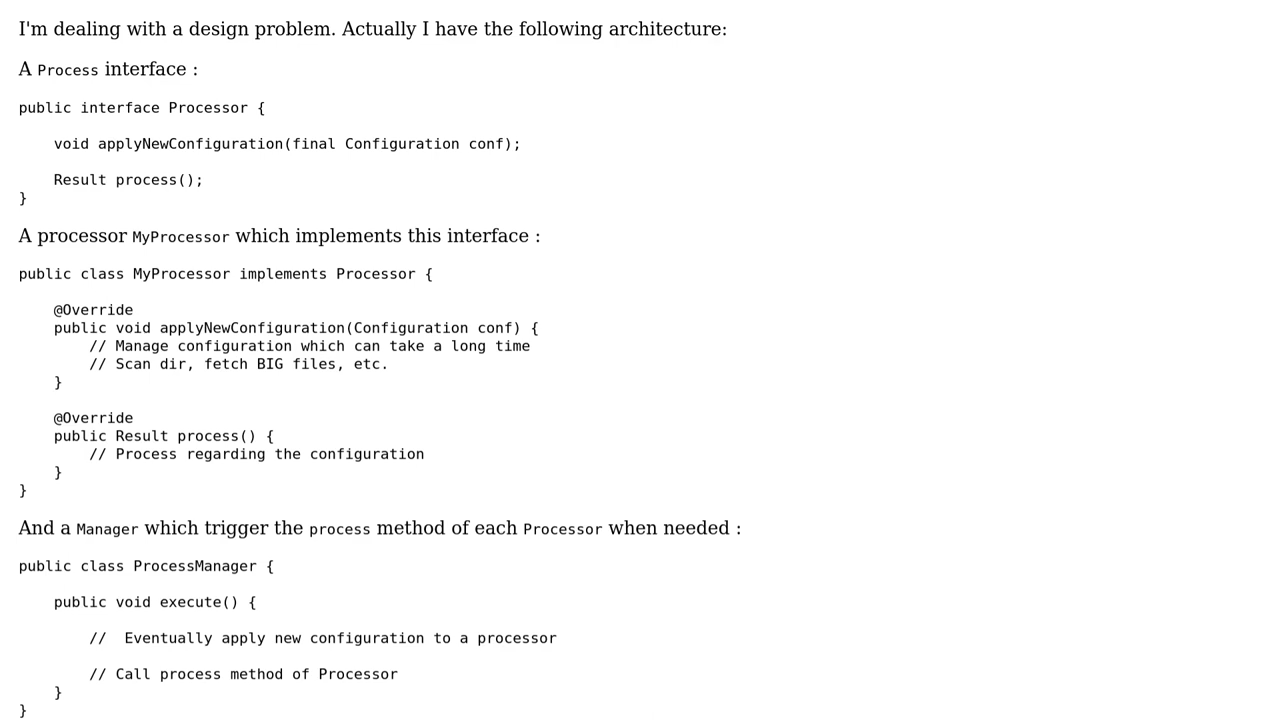 I'm dealing with a design problem. Actually I have the following architecture:
A Process interface :
public interface Processor {
    void applyNewConfiguration(final Configuration conf);
    Result process();
}
A processor MyProcessor which implements this interface :
public class MyProcessor implements Processor {
    @Override
    public void applyNewConfiguration(Configuration conf) {
        // Manage configuration which can take a long time
        // Scan dir, fetch BIG files, etc.
    }
    @Override
    public Result process() {
        // Process regarding the configuration
    }
}
And a Manager which trigger the process method of each Processor when needed :
public class ProcessManager {
    public void execute() {
        //  Eventually apply new configuration to a processor
        // Call process method of Processor
    }
}